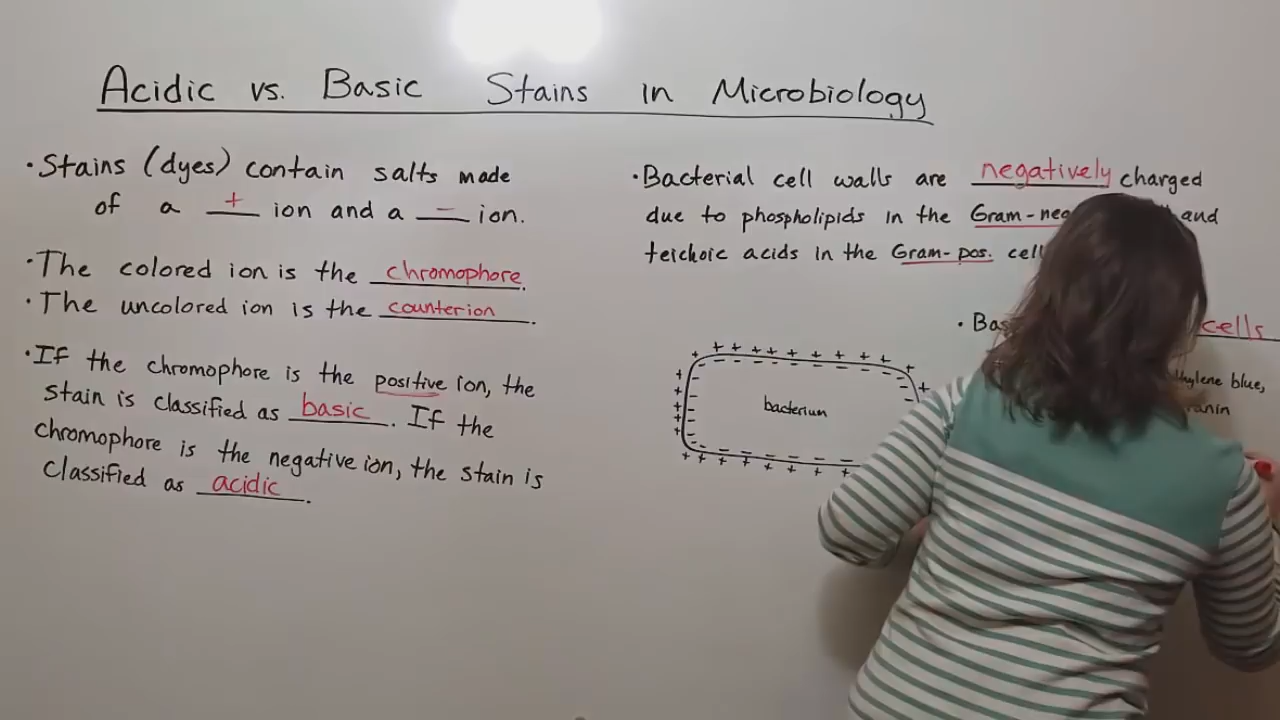 Acidic vs. Basic Stains in Microbiology
• Stains (dyes) contain salts made
of a + ion and a - ion.
• The colored ion is the chromophore.
• The uncolored ion is the counterion.
• If the chromophore is the positive ion, the
stain is classified as basic. If the
chromophore is the negative ion, the stain is
classified as acidic.
• Bacterial cell walls are negatively charged
due to phospholipids in the Gram-neg and
teichoic acids in the Gram-pos. cell
+ + + + + + + + +
- - - - - - - - -
bacterium
• cells
blue,